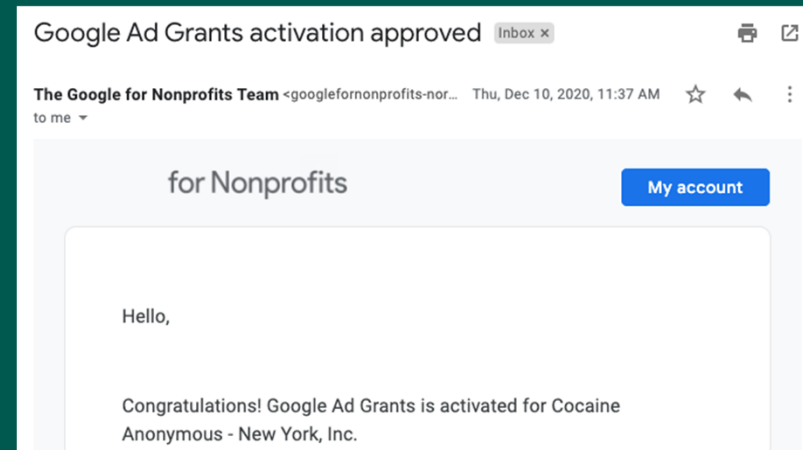 Google Ad Grants activation approved Inbox ×
The Google for Nonprofits Team <googlefornonprofits-nor... Thu, Dec 10, 2020, 11:37 AM
to me
for Nonprofits
My account
Hello,
Congratulations! Google Ad Grants is activated for Cocaine
Anonymous - New York, Inc.